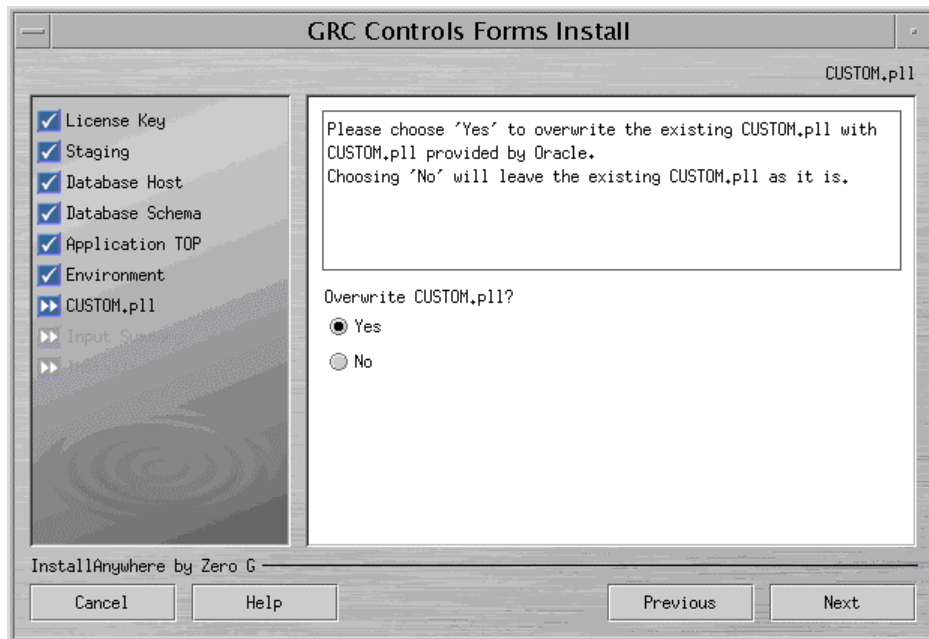 GRC Controls Forms Install
CUSTOM.pll
License Key
Staging
Database Host
Database Schema
Application TOP
Environment
CUSTOM.pll
Input Summary
Please choose 'Yes' to overwrite the existing CUSTOM.pll with
CUSTOM.pll provided by Oracle.
Choosing 'No' will leave the existing CUSTOM.pll as it is.
Overwrite CUSTOM.pll?
Yes
No
InstallAnywhere by Zero G
Cancel
Help
Previous
Next